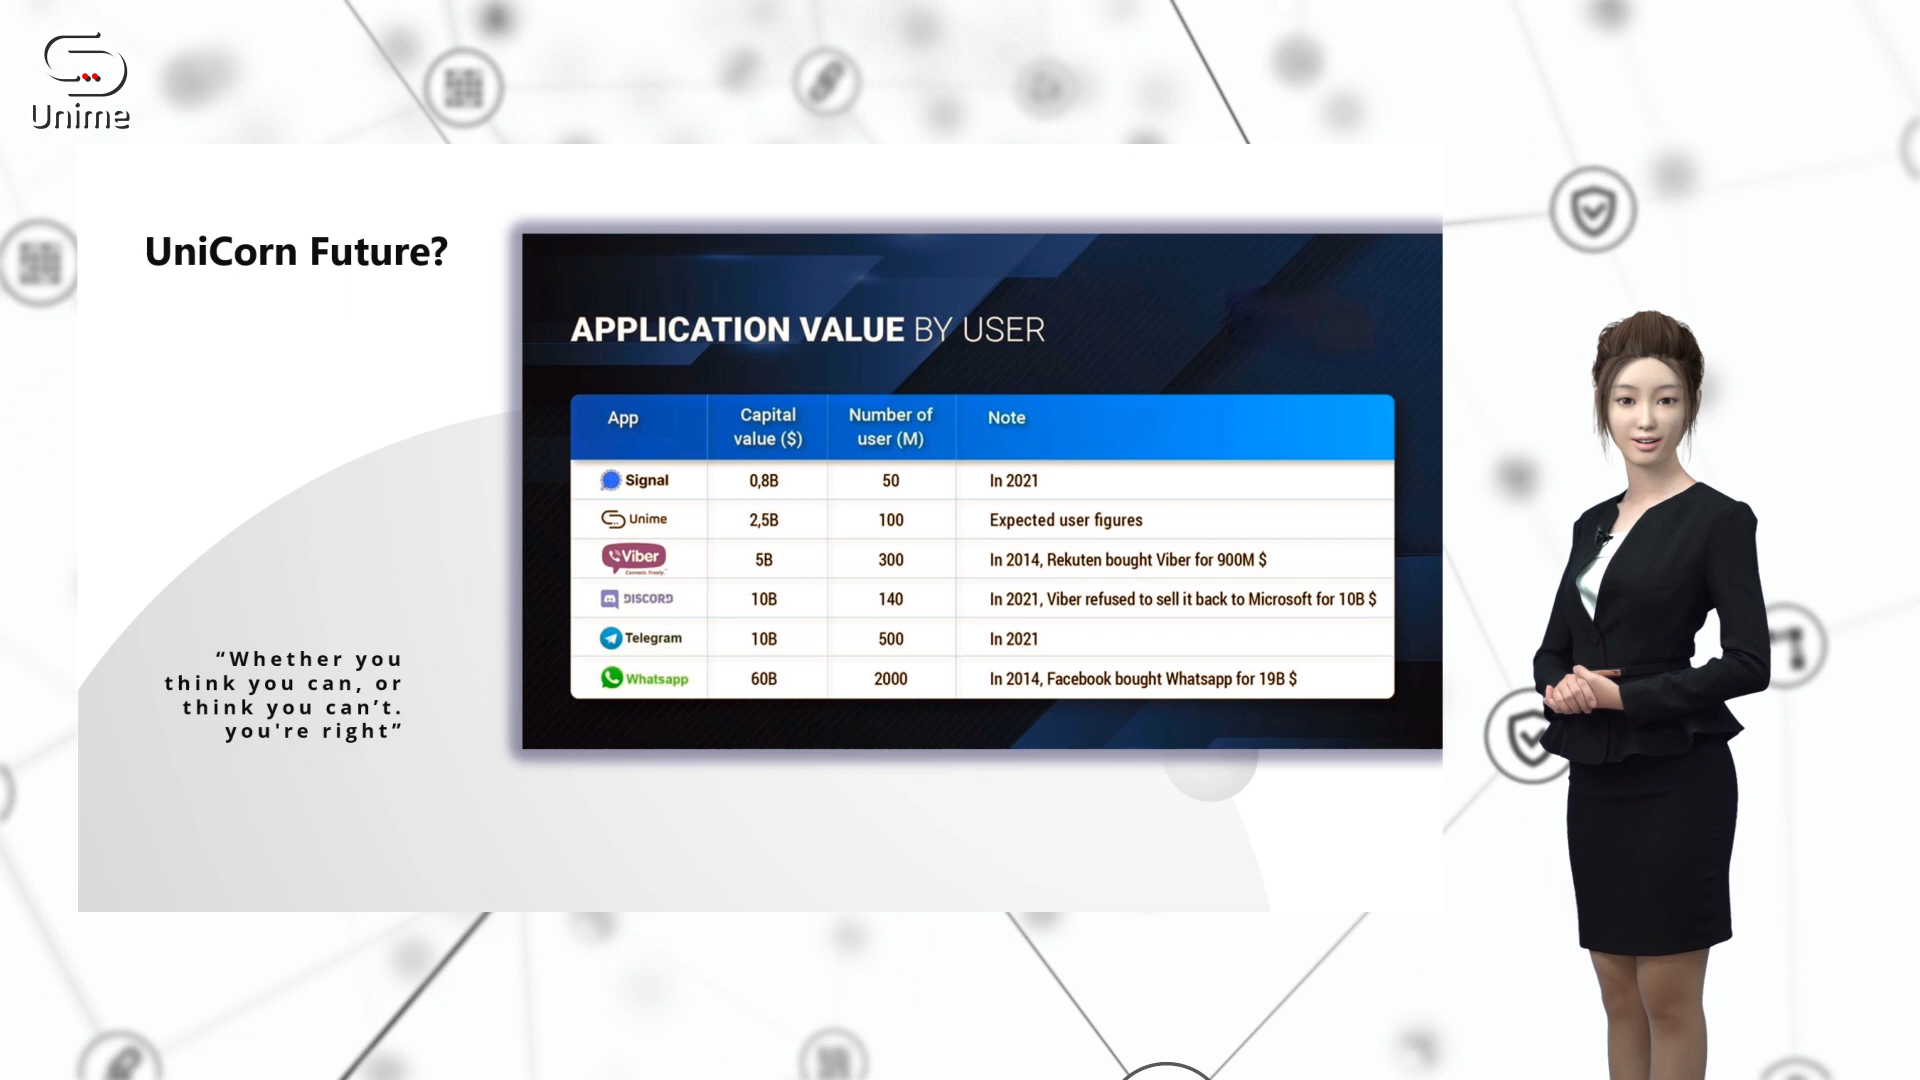 Unime
UniCorn Future?
APPLICATION VALUE BY USER
App Capital value ($) Number of user (M) Note
Signal 0,8B 50 In 2021
Unime 2,5B 100 Expected user figures
Viber Connect. Freely. 5B 300 In 2014, Rekuten bought Viber for 900M $
DISCORD 10B 140 In 2021, Viber refused to sell it back to Microsoft for 10B $
Telegram 10B 500 In 2021
Whatsapp 60B 2000 In 2014, Facebook bought Whatsapp for 19B $
“Whether you
think you can, or
think you can’t.
you're right”